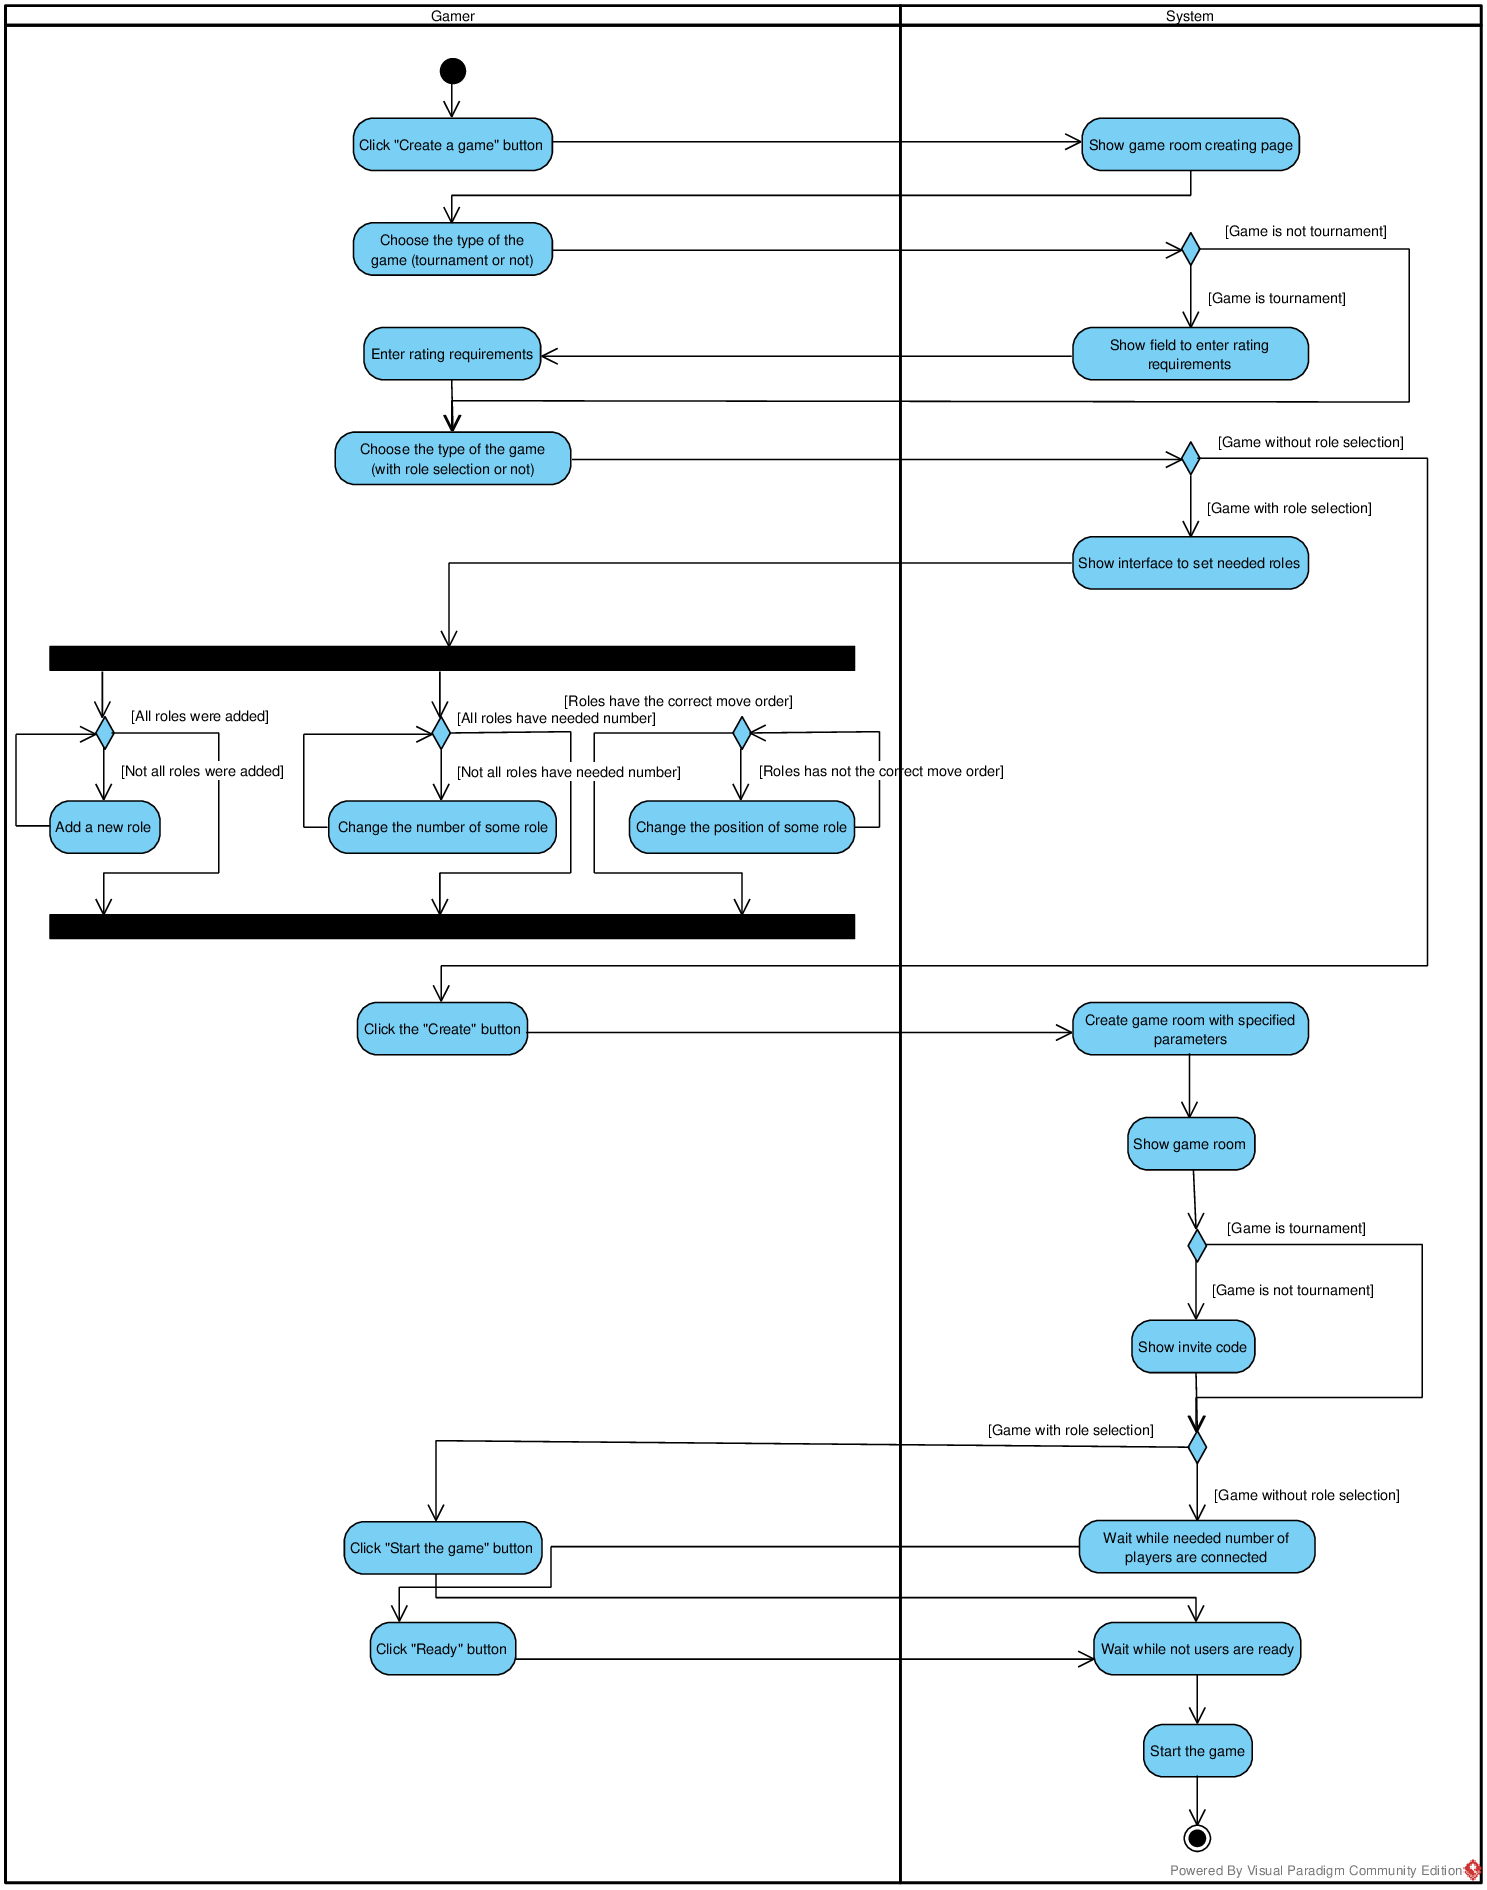 Gamer
System
Click "Create a game" button
Show game room creating page
Choose the type of the
game (tournament or not)
[Game is not tournament]
[Game is tournament]
Enter rating requirements
Show field to enter rating
requirements
Choose the type of the game
(with role selection or not)
[Game without role selection]
[Game with role selection]
Show interface to set needed roles
[All roles were added]
[All roles have needed number]
[Roles have the correct move order]
[Not all roles were added]
[Not all roles have needed number]
[Roles has not the correct move order]
Add a new role
Change the number of some role
Change the position of some role
Click the "Create" button
Create game room with specified
parameters
Show game room
[Game is tournament]
[Game is not tournament]
Show invite code
[Game with role selection]
[Game without role selection]
Click "Start the game" button
Wait while needed number of
players are connected
Click "Ready" button
Wait while not users are ready
Start the game
Powered By Visual Paradigm Community Edition